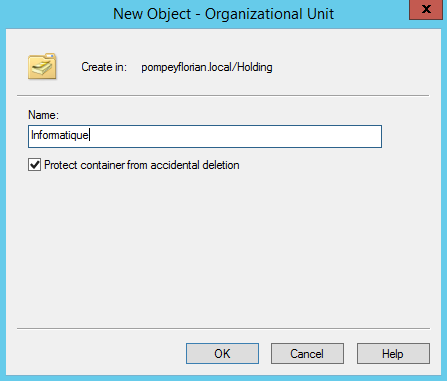 New Object - Organizational Unit
x
Create in: pompeyflorian.local/Holding
Name:
Informatique
Protect container from accidental deletion
OK Cancel Help